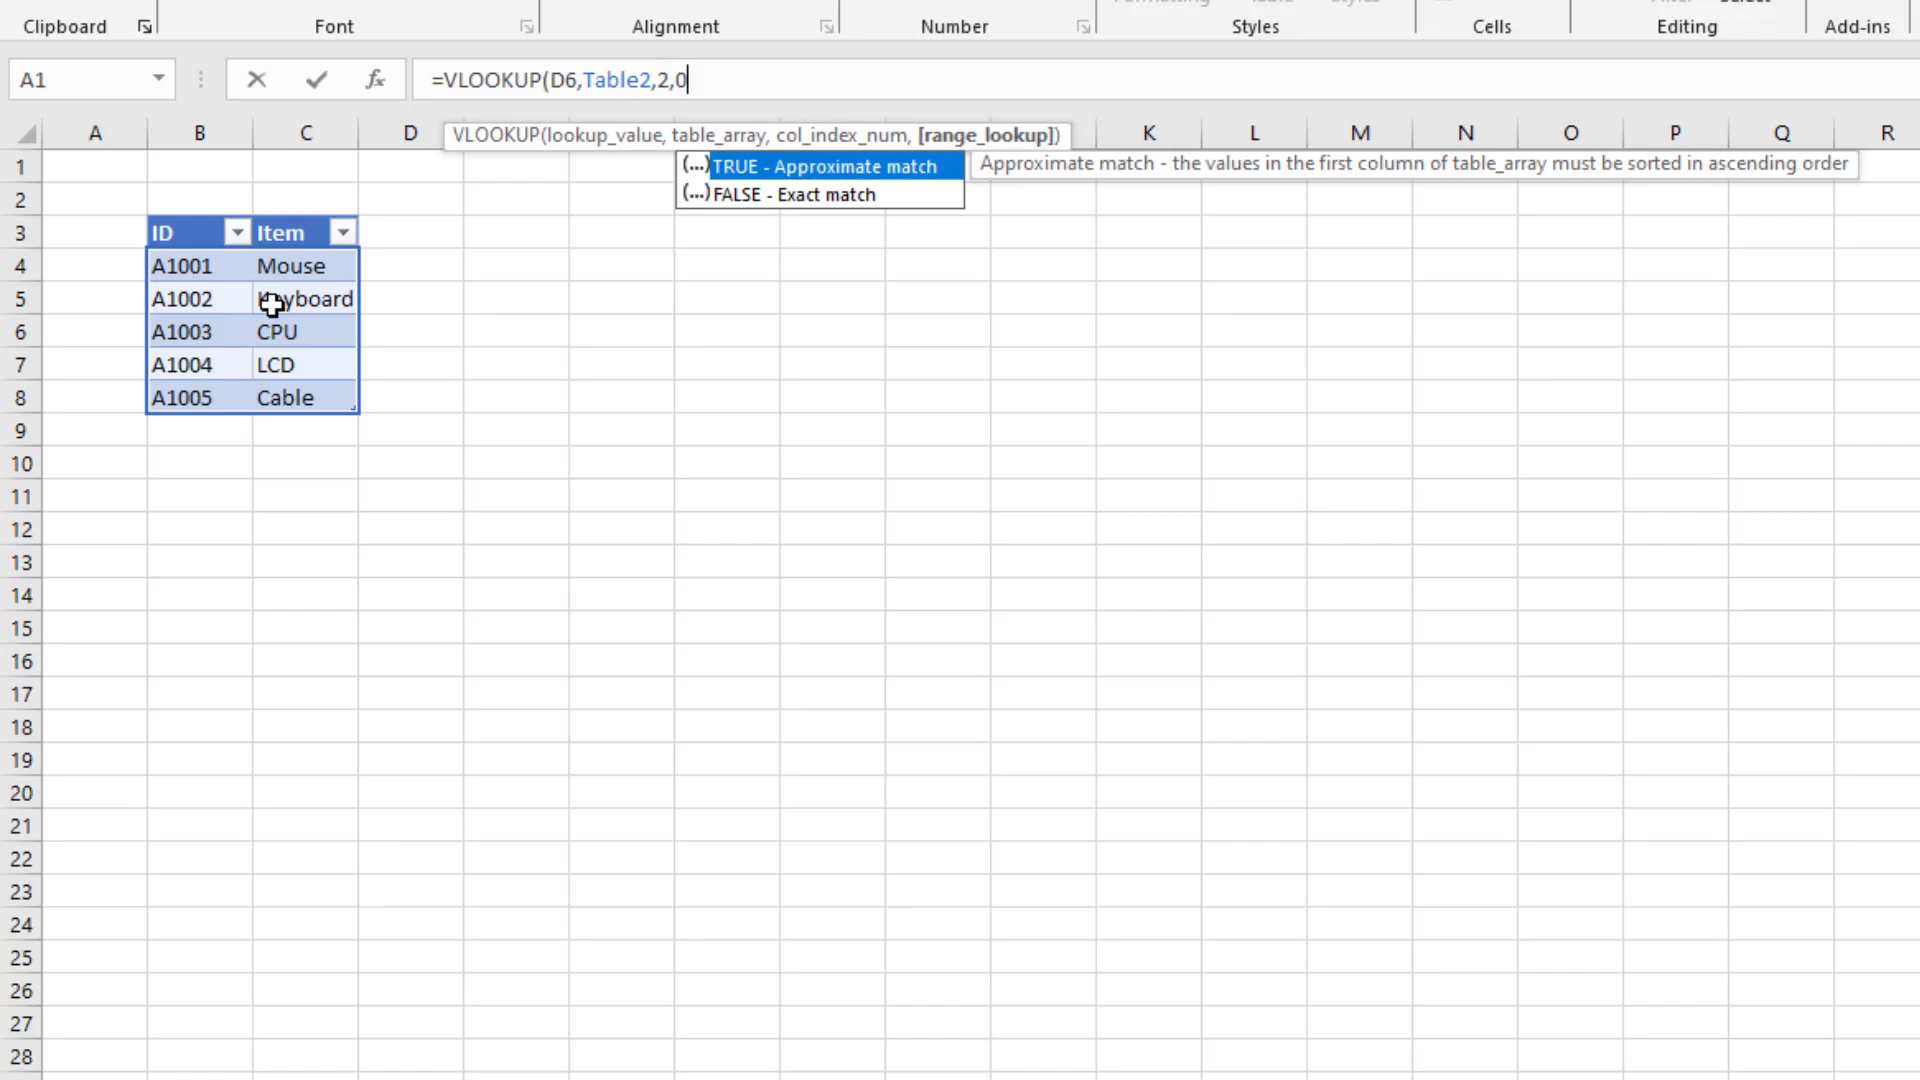 Clipboard Font Alignment Number Styles Cells Editing Add-ins
A1 fx =VLOOKUP(D6,Table2,2,0
A B C D K L M N O P Q R
VLOOKUP(lookup_value, table_array, col_index_num, [range_lookup])
1 (...) TRUE - Approximate match Approximate match - the values in the first column of table_array must be sorted in ascending order
2 (...) FALSE - Exact match
3 ID Item
4 A1001 Mouse
5 A1002 Keyboard
6 A1003 CPU
7 A1004 LCD
8 A1005 Cable
9
10
11
12
13
14
15
16
17
18
19
20
21
22
23
24
25
26
27
28